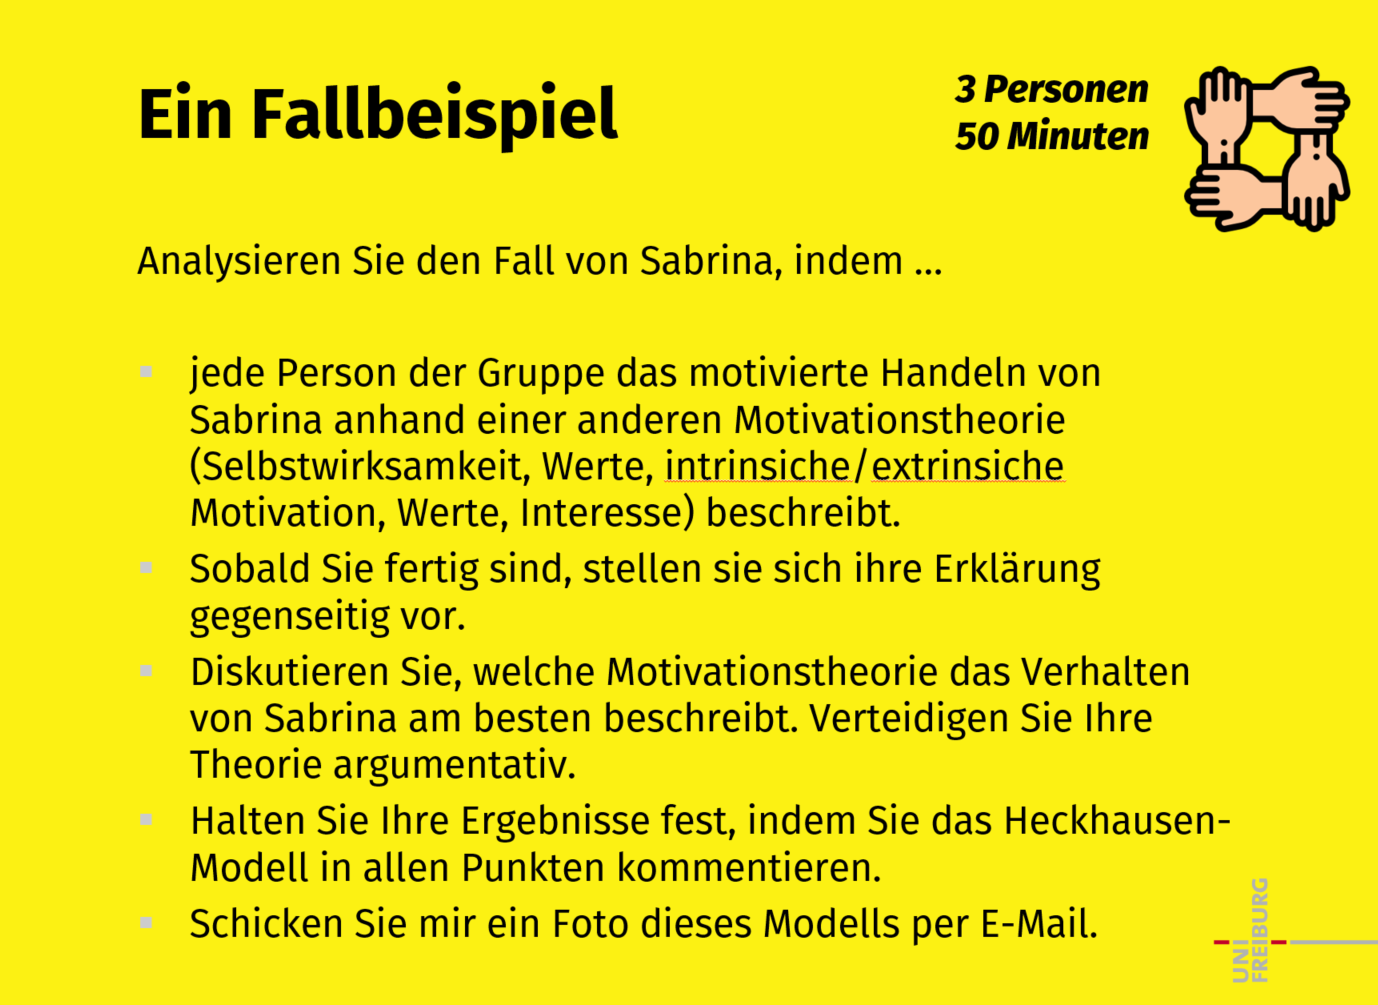 Ein Fallbeispiel
3 Personen
50 Minuten
Analysieren Sie den Fall von Sabrina, indem ...
▪ jede Person der Gruppe das motivierte Handeln von
Sabrina anhand einer anderen Motivationstheorie
(Selbstwirksamkeit, Werte, intrinsiche/extrinsiche
Motivation, Werte, Interesse) beschreibt.
▪ Sobald Sie fertig sind, stellen sie sich ihre Erklärung
gegenseitig vor.
▪ Diskutieren Sie, welche Motivationstheorie das Verhalten
von Sabrina am besten beschreibt. Verteidigen Sie Ihre
Theorie argumentativ.
▪ Halten Sie Ihre Ergebnisse fest, indem Sie das Heckhausen-
Modell in allen Punkten kommentieren.
▪ Schicken Sie mir ein Foto dieses Modells per E-Mail.
UNI
FREIBURG